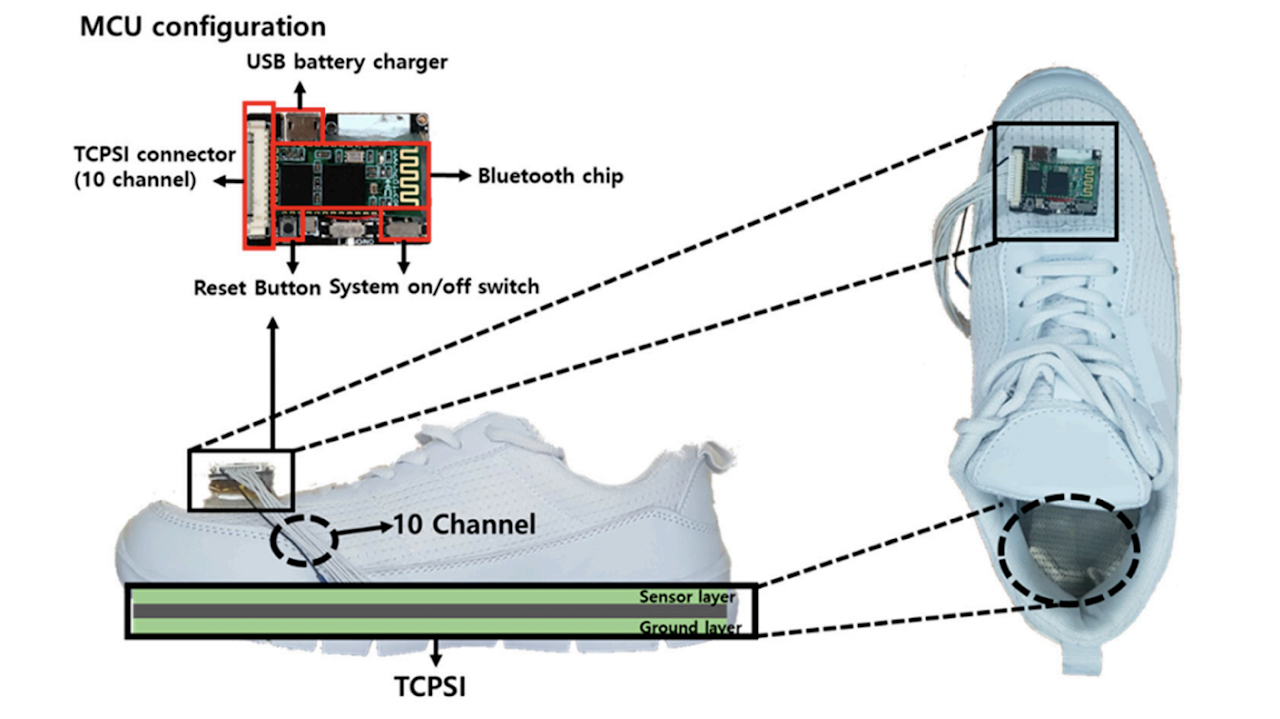 MCU configuration
USB battery charger
TCPSI connector
(10 channel)
Bluetooth chip
Reset Button
System on/off switch
10 Channel
Sensor layer
Ground layer
TCPSI